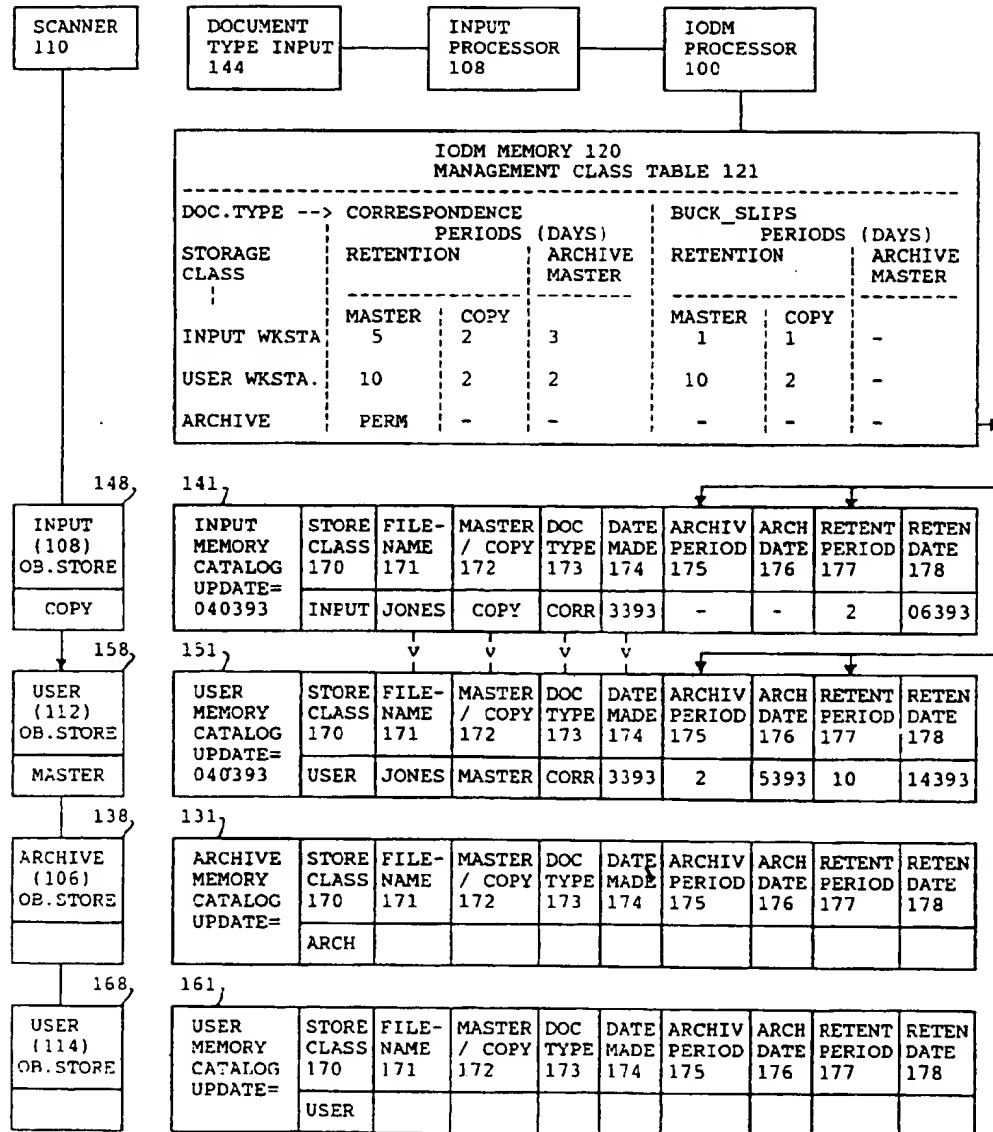 SCANNER 110
DOCUMENT TYPE INPUT 144
INPUT PROCESSOR 108
IODM PROCESSOR 100
IODM MEMORY 120
MANAGEMENT CLASS TABLE 121
DOC.TYPE --> CORRESPONDENCE BUCK_SLIPS
PERIODS (DAYS) PERIODS (DAYS)
STORAGE RETENTION ARCHIVE RETENTION ARCHIVE
CLASS MASTER MASTER
MASTER COPY MASTER COPY
INPUT WKSTA 5 2 3 1 1 -
USER WKSTA. 10 2 2 10 2 -
ARCHIVE PERM - - - - -
148 141
INPUT (108) OB.STORE
COPY
INPUT MEMORY CATALOG UPDATE= 040393
STORE CLASS 170 FILE-NAME 171 MASTER / COPY 172 DOC TYPE 173 DATE MADE 174 ARCHIV PERIOD 175 ARCH DATE 176 RETENT PERIOD 177 RETEN DATE 178
INPUT JONES COPY CORR 3393 - - 2 06393
v v v v
158 151
USER (112) OB.STORE
MASTER
USER MEMORY CATALOG UPDATE= 040393
STORE CLASS 170 FILE-NAME 171 MASTER / COPY 172 DOC TYPE 173 DATE MADE 174 ARCHIV PERIOD 175 ARCH DATE 176 RETENT PERIOD 177 RETEN DATE 178
USER JONES MASTER CORR 3393 2 5393 10 14393
138 131
ARCHIVE (106) OB.STORE
ARCHIVE MEMORY CATALOG UPDATE=
STORE CLASS 170 FILE-NAME 171 MASTER / COPY 172 DOC TYPE 173 DATE MADE 174 ARCHIV PERIOD 175 ARCH DATE 176 RETENT PERIOD 177 RETEN DATE 178
ARCH
168 161
USER (114) OB.STORE
USER MEMORY CATALOG UPDATE=
STORE CLASS 170 FILE-NAME 171 MASTER / COPY 172 DOC TYPE 173 DATE MADE 174 ARCHIV PERIOD 175 ARCH DATE 176 RETENT PERIOD 177 RETEN DATE 178
USER